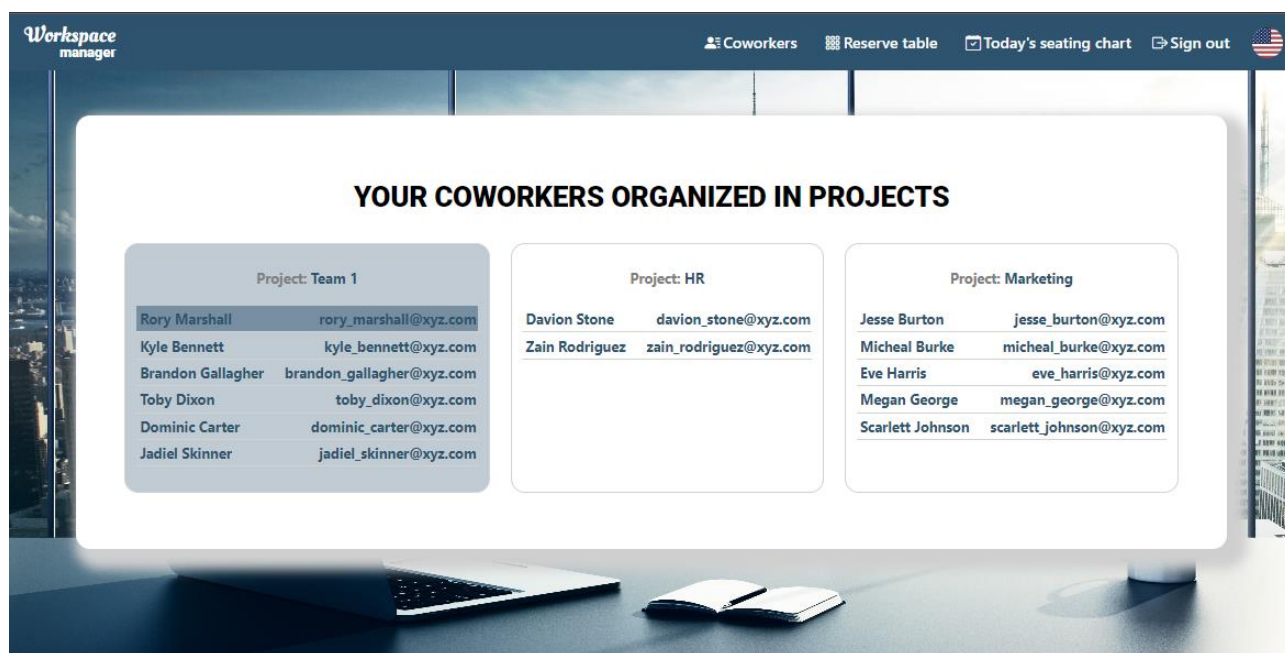 Workspace
manager
Coworkers
Reserve table
Today's seating chart
Sign out
YOUR COWORKERS ORGANIZED IN PROJECTS
Project: Team 1
Rory Marshall rory_marshall@xyz.com
Kyle Bennett kyle_bennett@xyz.com
Brandon Gallagher brandon_gallagher@xyz.com
Toby Dixon toby_dixon@xyz.com
Dominic Carter dominic_carter@xyz.com
Jadiel Skinner jadiel_skinner@xyz.com
Project: HR
Davion Stone davion_stone@xyz.com
Zain Rodriguez zain_rodriguez@xyz.com
Project: Marketing
Jesse Burton jesse_burton@xyz.com
Micheal Burke micheal_burke@xyz.com
Eve Harris eve_harris@xyz.com
Megan George megan_george@xyz.com
Scarlett Johnson scarlett_johnson@xyz.com